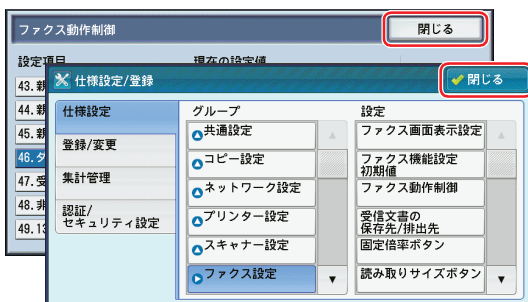 ファクス動作制御
閉じる
設定項目
現在の設定値
43.
44.
45.
46.
47.
48.
49.13
仕様設定/登録
閉じる
仕様設定
登録/変更
集計管理
認証/
セキュリティ設定
グループ
共通設定
コピー設定
ネットワーク設定
プリンター設定
スキャナー設定
ファクス設定
設定
ファクス画面表示設定
ファクス機能設定
初期値
ファクス動作制御
受信文書の
保存先/排出先
固定倍率ボタン
読み取りサイズボタン